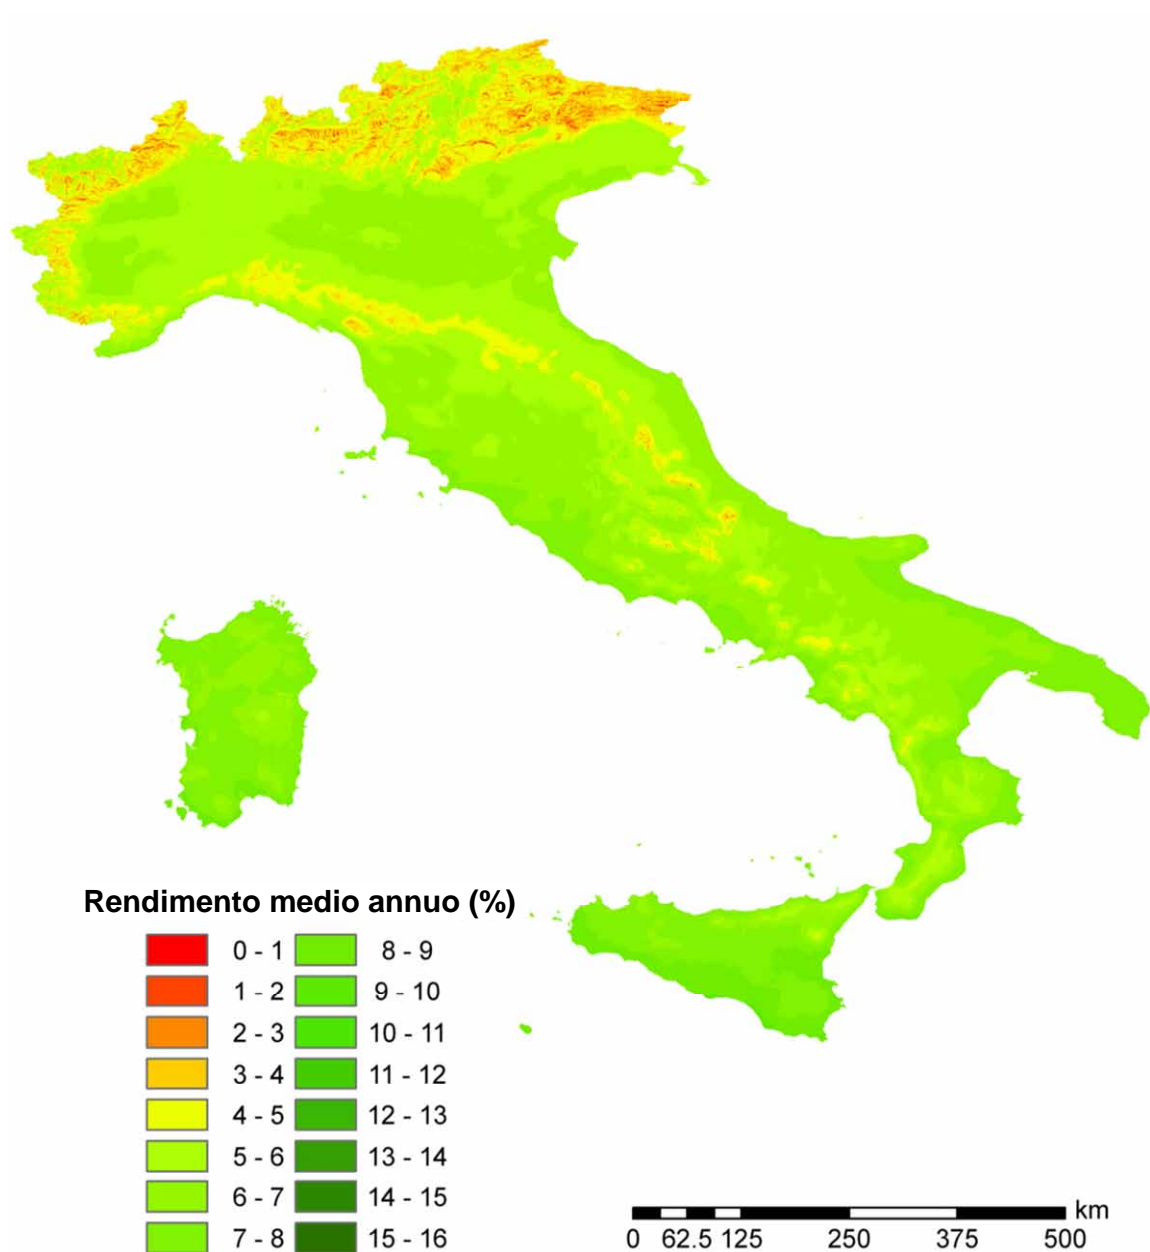 Rendimento medio annuo (%)
0 - 1 8 - 9
1 - 2 9 - 10
2 - 3 10 - 11
3 - 4 11 - 12
4 - 5 12 - 13
5 - 6 13 - 14
6 - 7 14 - 15
7 - 8 15 - 16
km
0 62.5 125 250 375 500